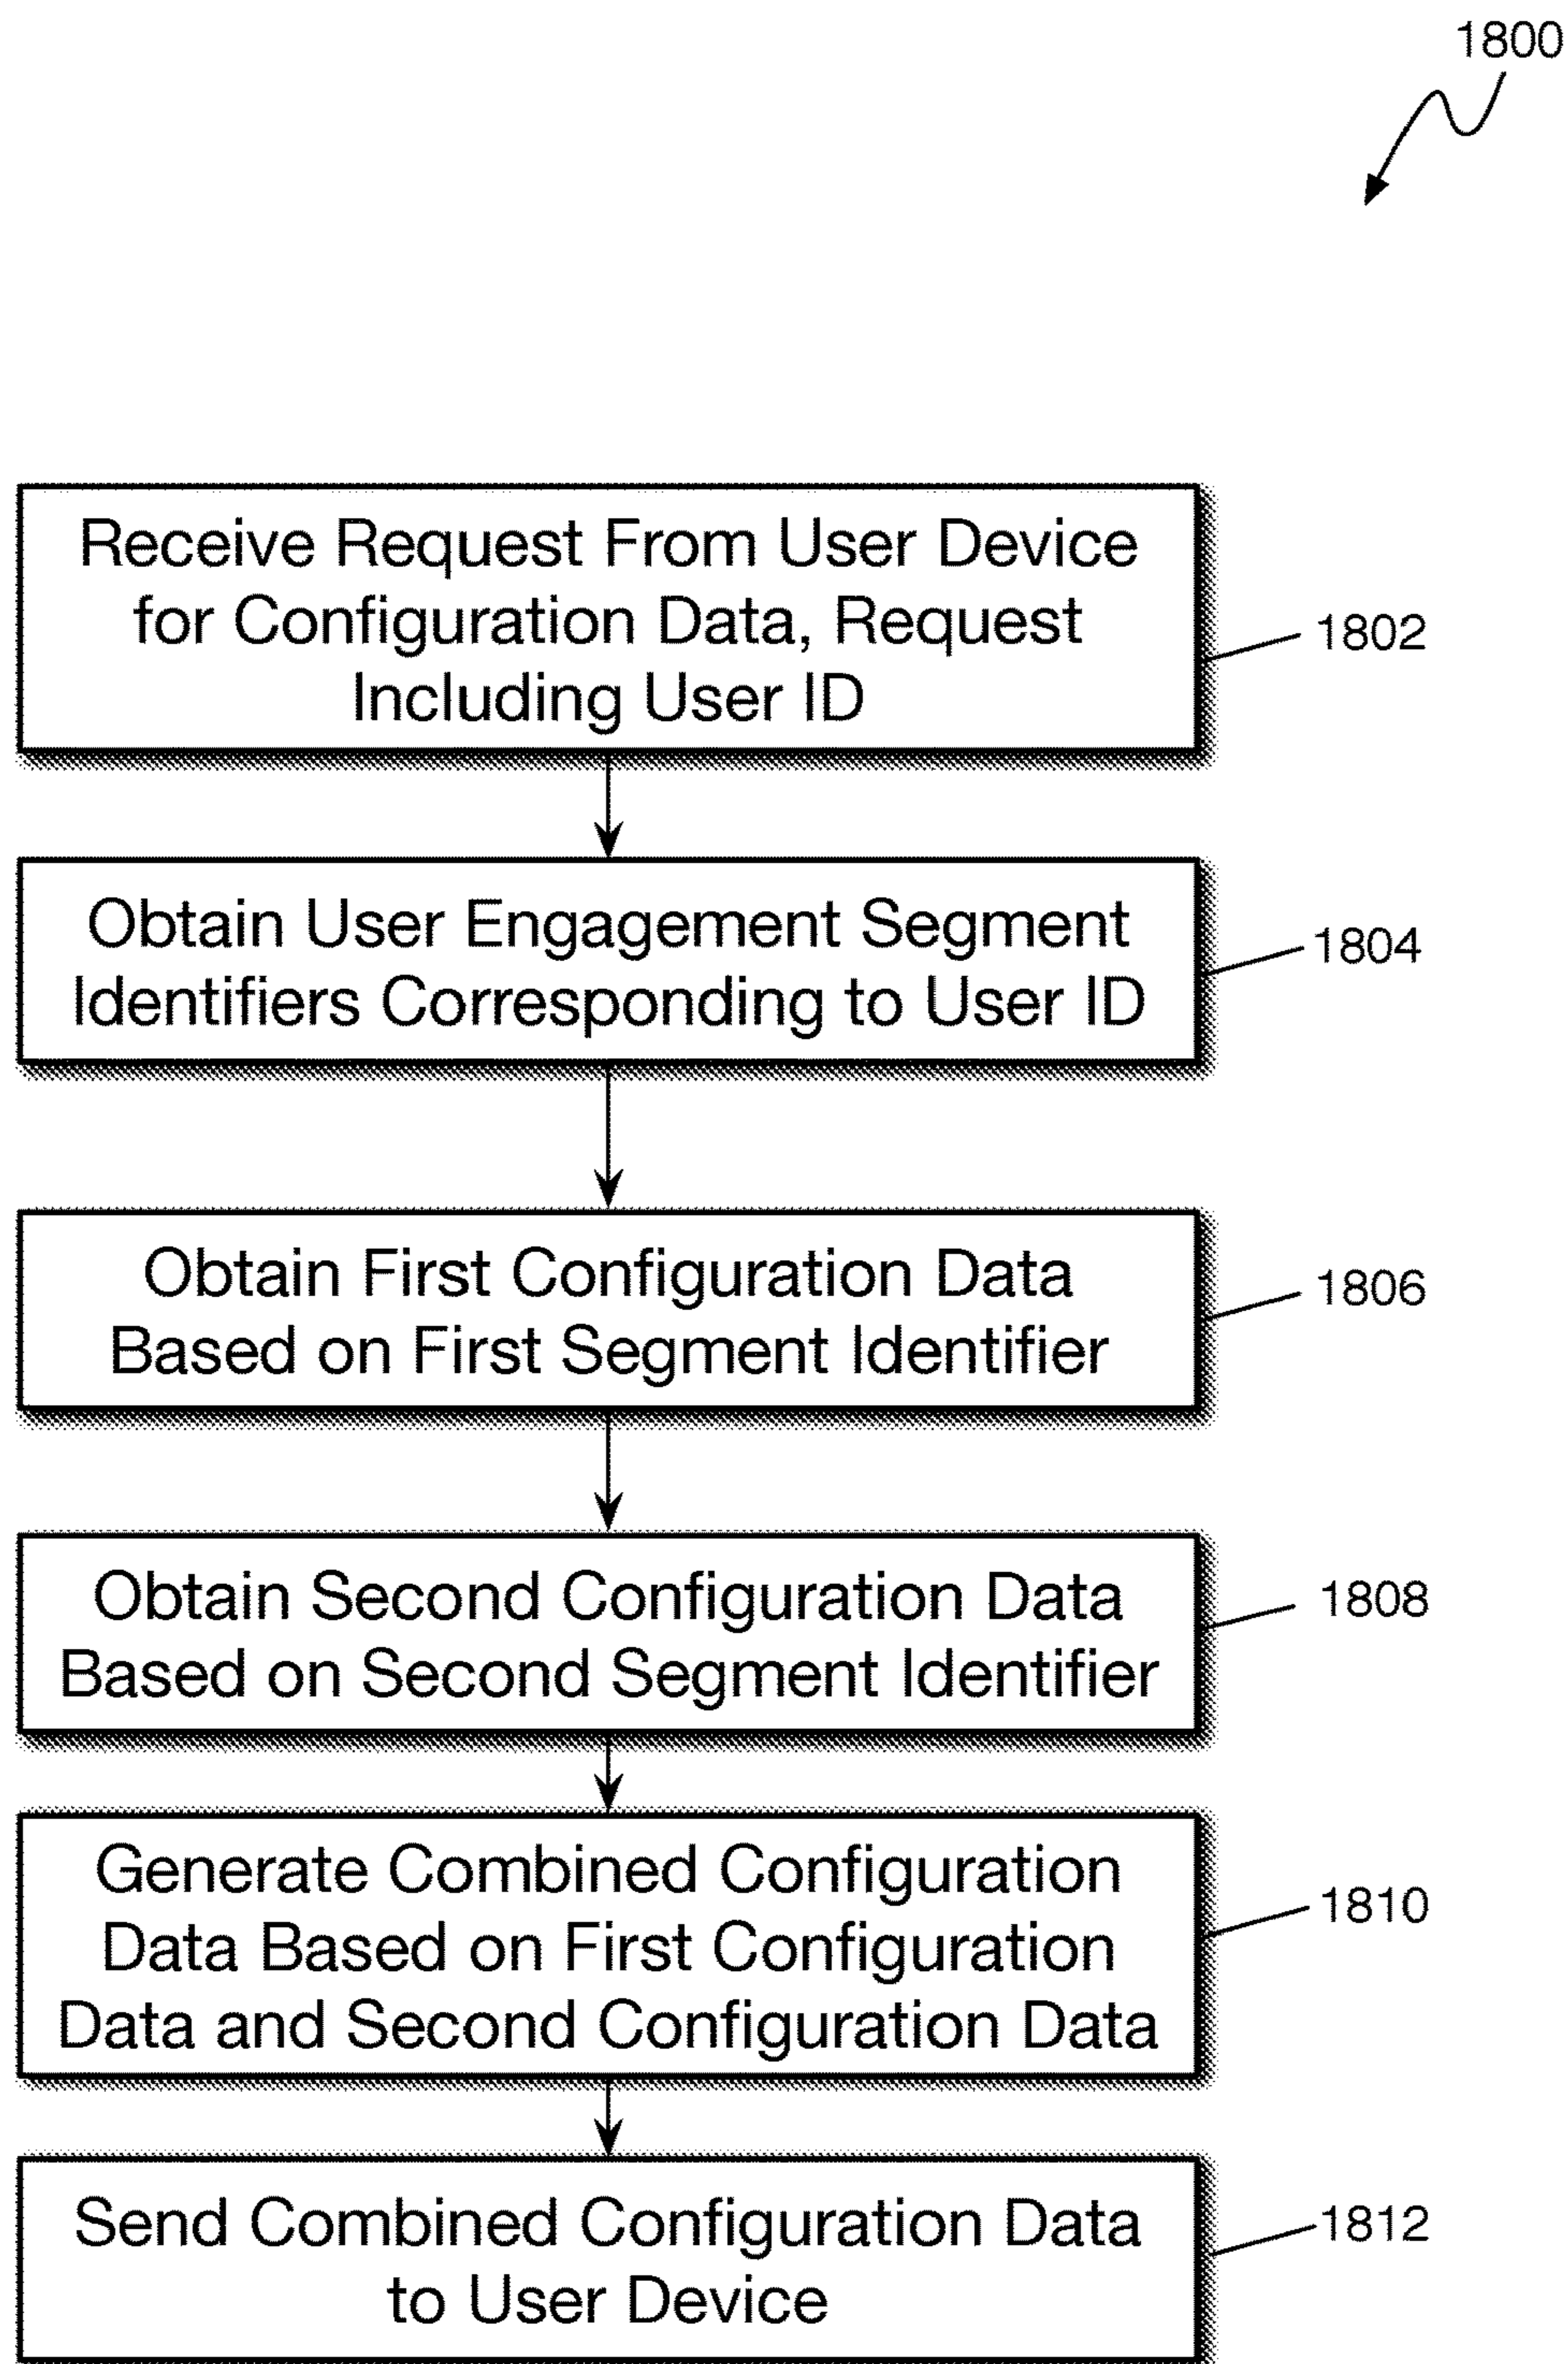 1800
Receive Request From User Device
for Configuration Data, Request
Including User ID
1802
Obtain User Engagement Segment
Identifiers Corresponding to User ID
1804
Obtain First Configuration Data
Based on First Segment Identifier
1806
Obtain Second Configuration Data
Based on Second Segment Identifier
1808
Generate Combined Configuration
Data Based on First Configuration
Data and Second Configuration Data
1810
Send Combined Configuration Data
to User Device
1812